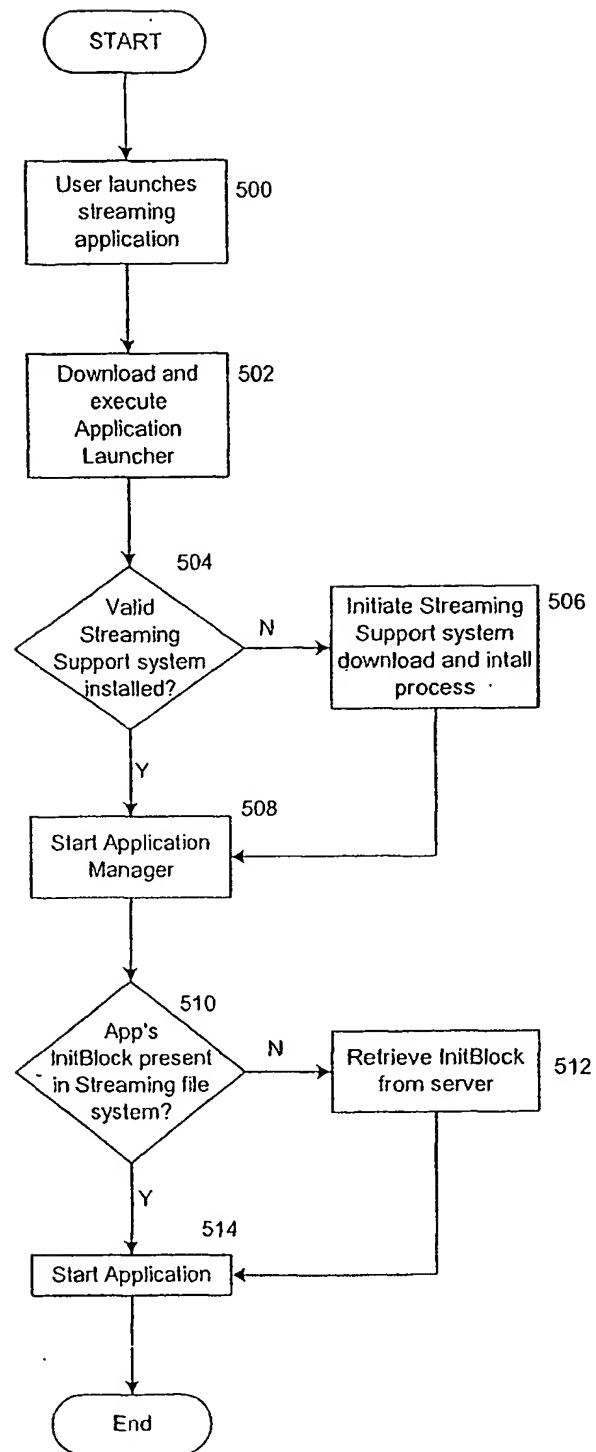 START
User launches
streaming
application
500
Download and
execute
Application
Launcher
502
504
Valid
Streaming
Support system
installed?
N
Initiate Streaming
Support system
download and intall
process
506
Y
508
Start Application
Manager
510
App's
InitBlock present
in Streaming file
system?
N
Retrieve InitBlock
from server
512
Y
514
Start Application
End